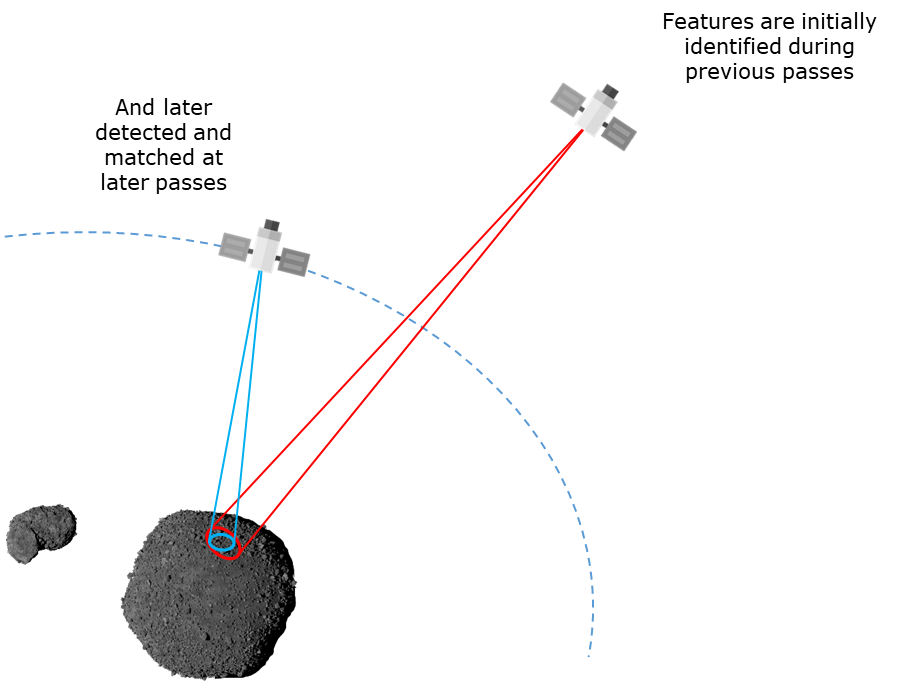 Features are initially
identified during
previous passes
And later
detected and
matched at
later passes